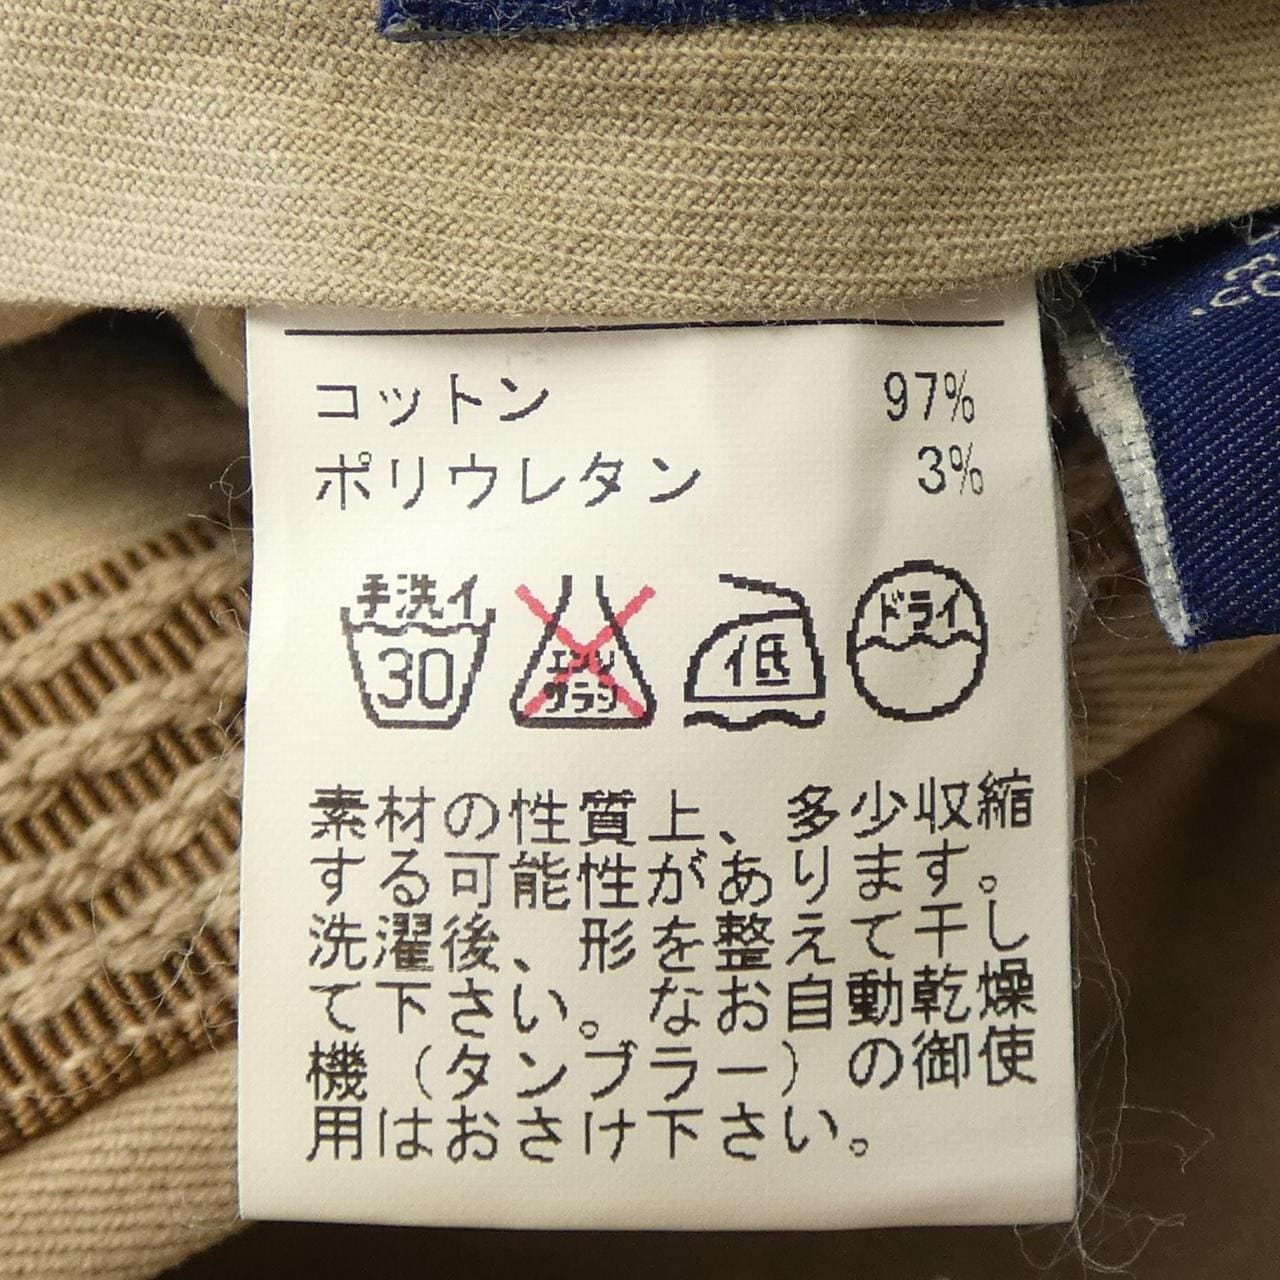 コットン 97%
ポリウレタン 3%
手洗イ
30
エンソ
サラシ
低
ドライ
素材の性質上、多少収縮
する可能性があります。
洗濯後、形を整えて干し
て下さい。なお自動乾燥
機（タンブラー）の御使
用はおさけ下さい。